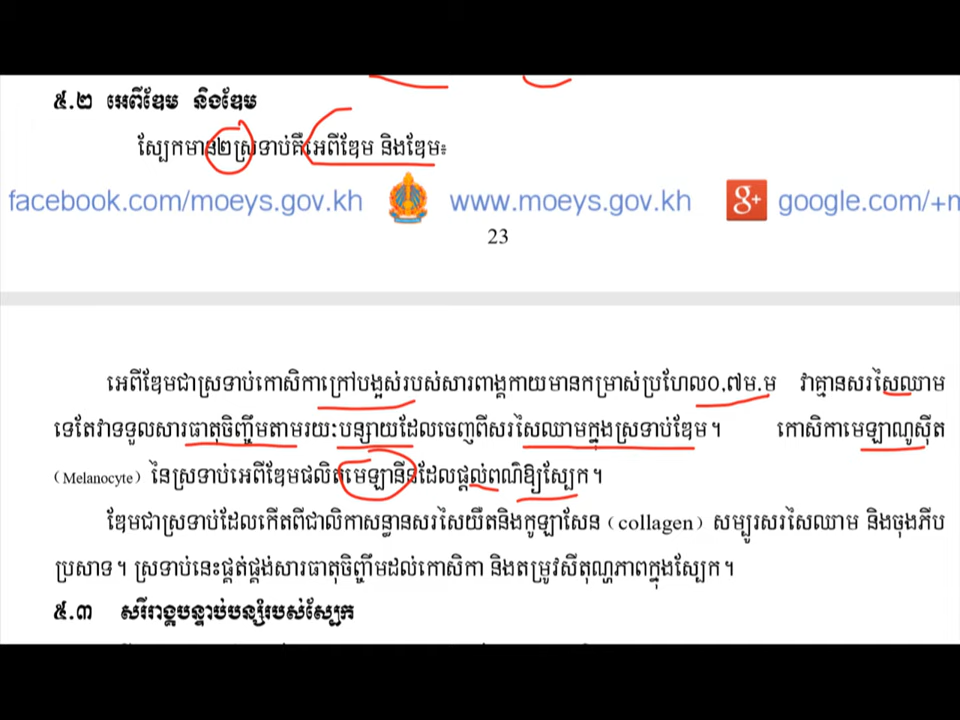 ៥.២ អេពីឌែម និងឌែម
ស្បែកមាន២ស្រទាប់គឺអេពីឌែម និងឌែម៖
facebook.com/moeys.gov.kh www.moeys.gov.kh g+ google.com/+m
23
អេពីឌែមជាស្រទាប់កោសិកាក្រៅបង្អស់របស់សារពាង្គកាយមានកម្រាស់ប្រហែល០,៧ម.ម វាគ្មានសរសៃឈាម
ទេតែវាទទួលសារធាតុចិញ្ចឹមតាមរយៈបន្សាយដែលចេញពីសរសៃឈាមក្នុងស្រទាប់ឌែម។ កោសិកាមេឡាណូស៊ីត
(Melanocyte) នៃស្រទាប់អេពីឌែមផលិតមេឡានីនដែលផ្តល់ពណ៌ឱ្យស្បែក។
ឌែមជាស្រទាប់ដែលកើតពីជាលិកាសន្ធានសរសៃយឺតនិងកូឡាសែន (collagen) សម្បូរសរសៃឈាម និងចុងភីប
ប្រសាទ។ ស្រទាប់នេះផ្គត់ផ្គង់សារធាតុចិញ្ចឹមដល់កោសិកា និងតម្រូវសីតុណ្ហភាពក្នុងស្បែក។
៥.៣ សរីរាង្គបន្ទាប់បន្សំរបស់ស្បែក